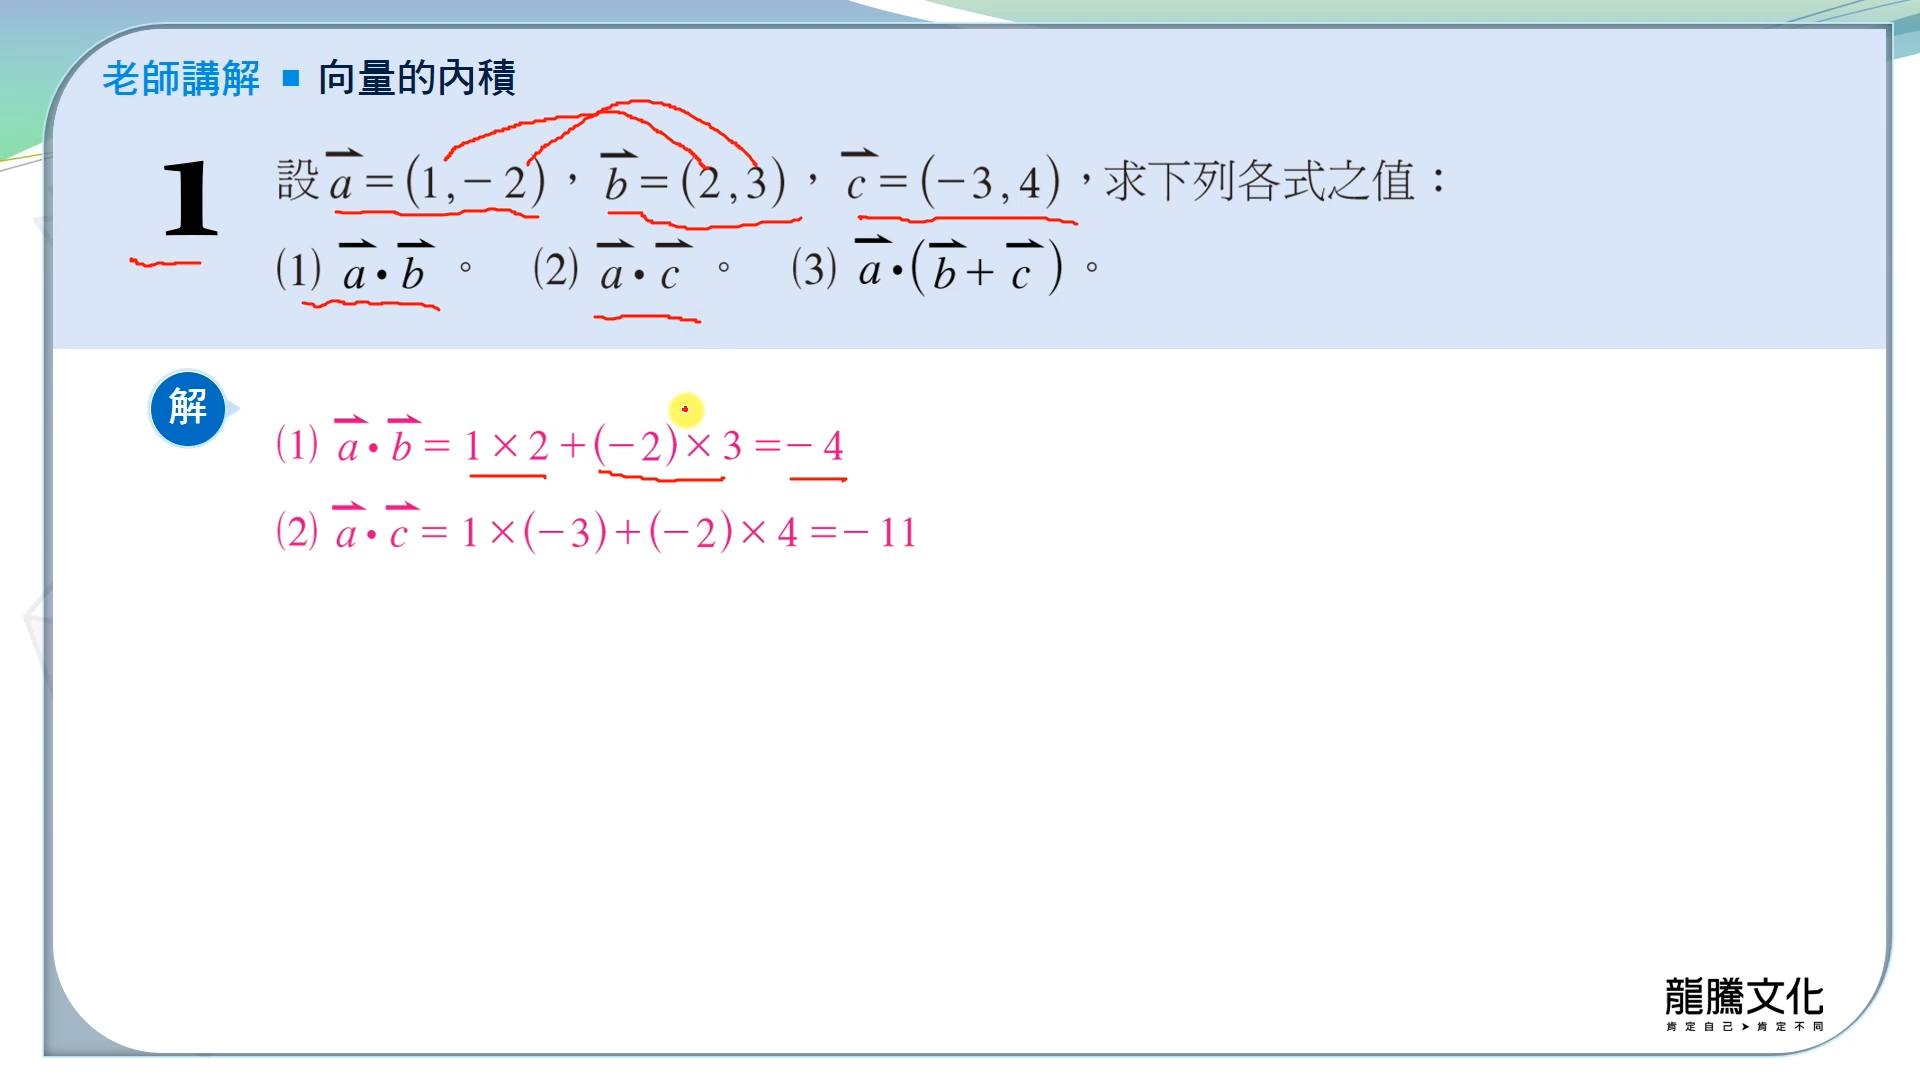 老師講解 ■ 向量的內積
1 設 a⃑ = (1, −2)，b⃑ = (2, 3)，c⃑ = (−3, 4)，求下列各式之值：
(1) a⃑ • b⃑ 。 (2) a⃑ • c⃑ 。 (3) a⃑ • (b⃑ + c⃑) 。
解
(1) a⃑ • b⃑ = 1 × 2 + (−2) × 3 = −4
(2) a⃑ • c⃑ = 1 × (−3) + (−2) × 4 = −11
龍騰文化
肯定自己➤肯定不同